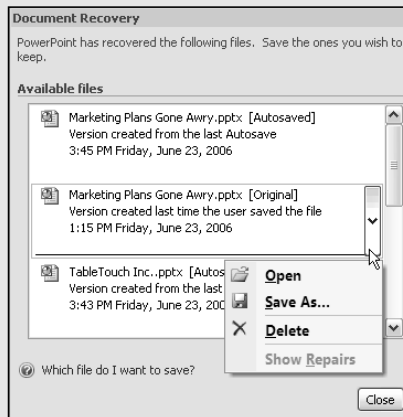 Document Recovery
PowerPoint has recovered the following files. Save the ones you wish to
keep.
Available files
Marketing Plans Gone Awry.pptx [Autosaved]
Version created from the last Autosave
3:45 PM Friday, June 23, 2006
Marketing Plans Gone Awry.pptx [Original]
Version created last time the user saved the file
1:15 PM Friday, June 23, 2006
TableTouch Inc..pptx [Autos
Version created from the last
3:43 PM Friday, June 23, 200
Open
Save As...
Delete
Show Repairs
Which file do I want to save?
Close